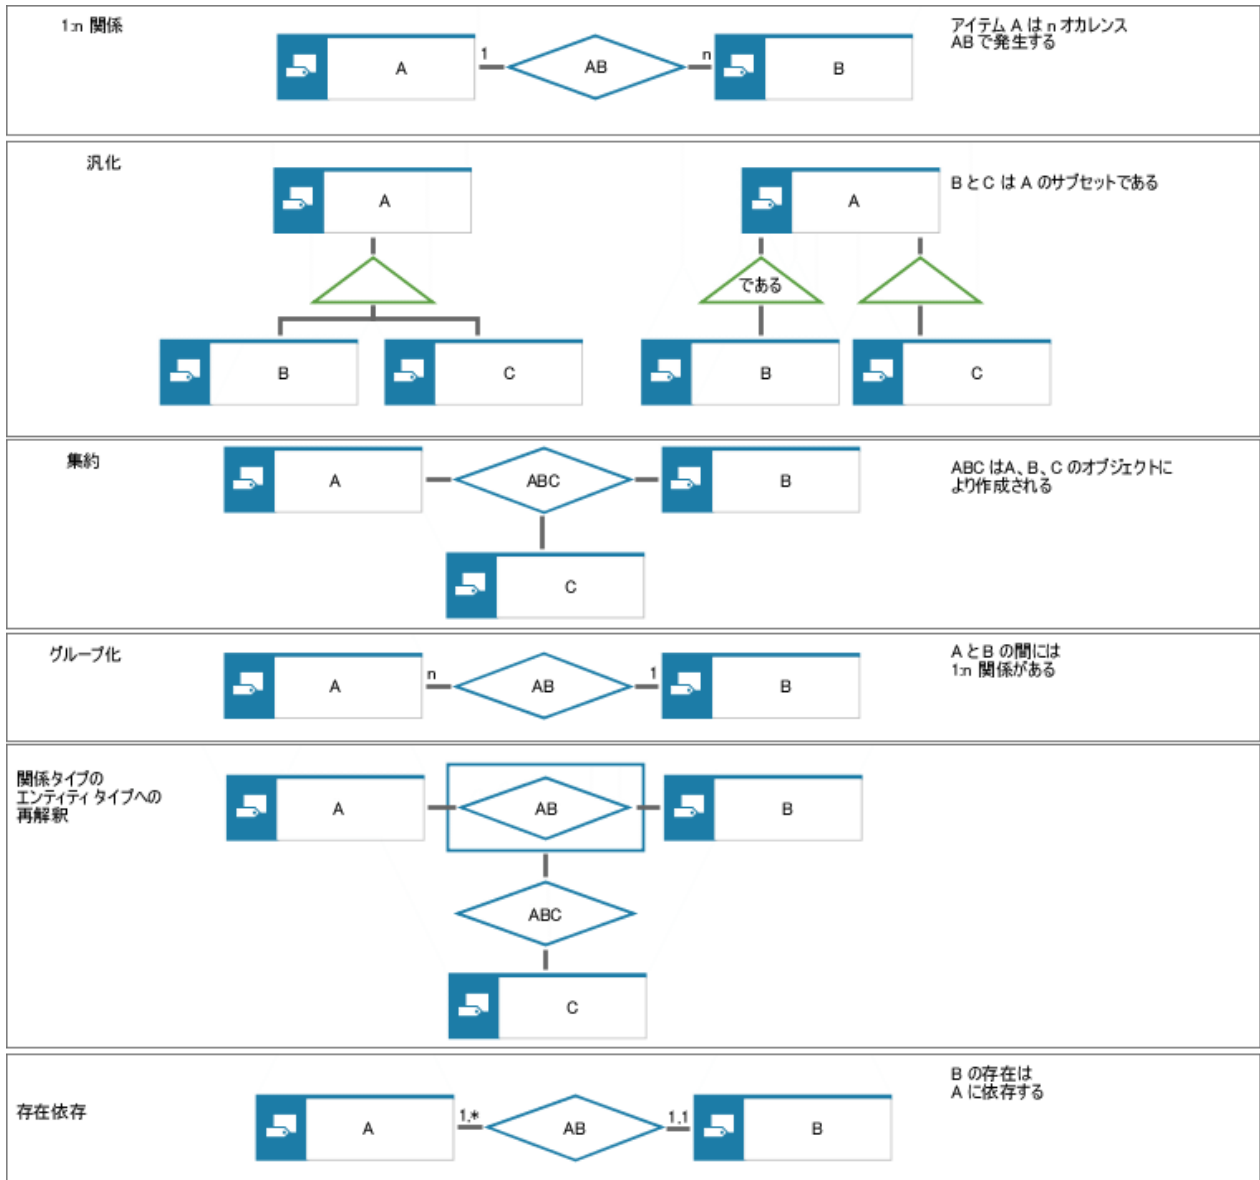 1:n 関係
アイテム A は n オカレンス
AB で発生する
A
1
AB
n
B
汎化
B と C は A のサブセットである
A
A
である
B
C
B
C
集約
ABC はA、B、C のオブジェクトに
より作成される
A
ABC
B
C
グループ化
A と B の間には
1:n 関係がある
A
n
AB
1
B
関係タイプの
エンティティ タイプへの
再解釈
A
AB
B
ABC
C
存在依存
B の存在は
A に依存する
A
1,*
AB
1,1
B